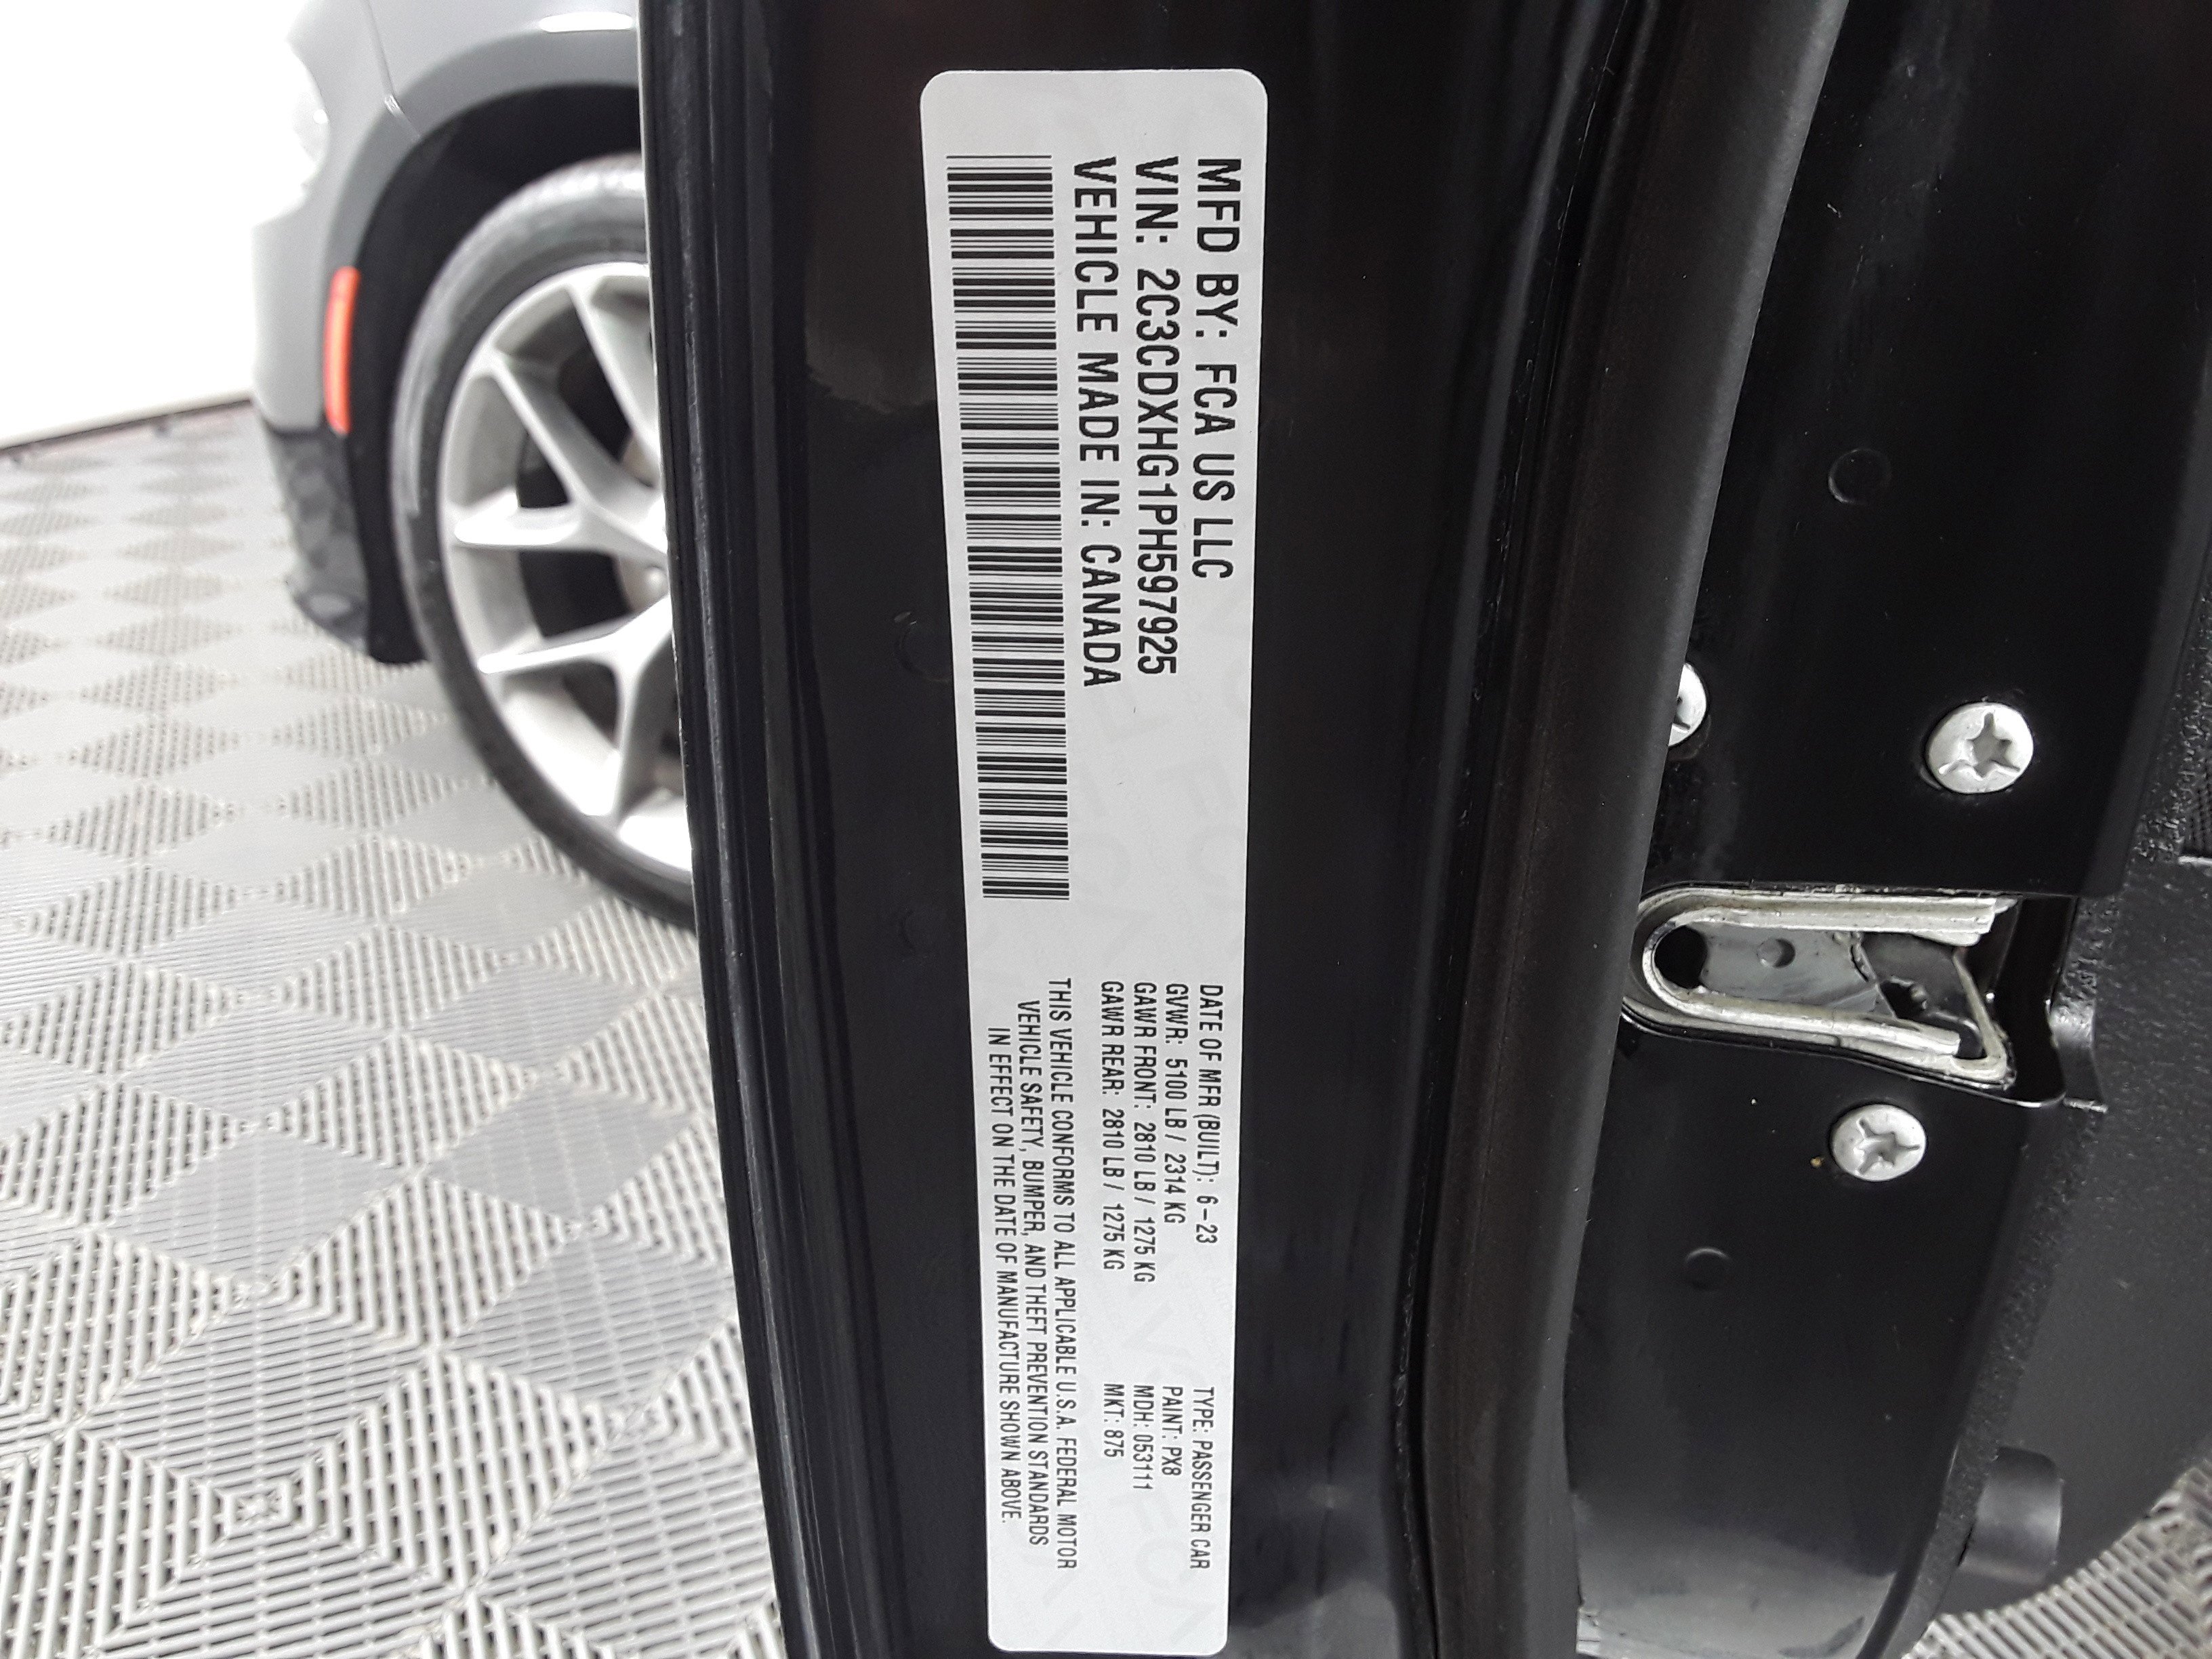 MFD BY: FCA US LLC
VIN: 2C3CDXHG1PH597925
VEHICLE MADE IN: CANADA
DATE OF MFR (BUILT): 6-23
GVWR: 5100 LB / 2314 KG
GAWR FRONT: 2810 LB / 1275 KG
GAWR REAR: 2810 LB / 1275 KG
TYPE: PASSENGER CAR
PAINT: PX8
MDH: 053111
MKT: 875
THIS VEHICLE CONFORMS TO ALL APPLICABLE U.S.A. FEDERAL MOTOR
VEHICLE SAFETY, BUMPER, AND THEFT PREVENTION STANDARDS
IN EFFECT ON THE DATE OF MANUFACTURE SHOWN ABOVE.